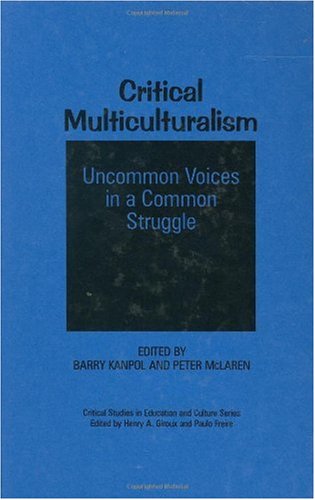 Critical
Multiculturalism
Uncommon Voices
in a Common
Struggle
EDITED BY
BARRY KANPOL AND PETER McLAREN
Critical Studies in Education and Culture Series
Edited by Henry A. Giroux and Paulo Freire